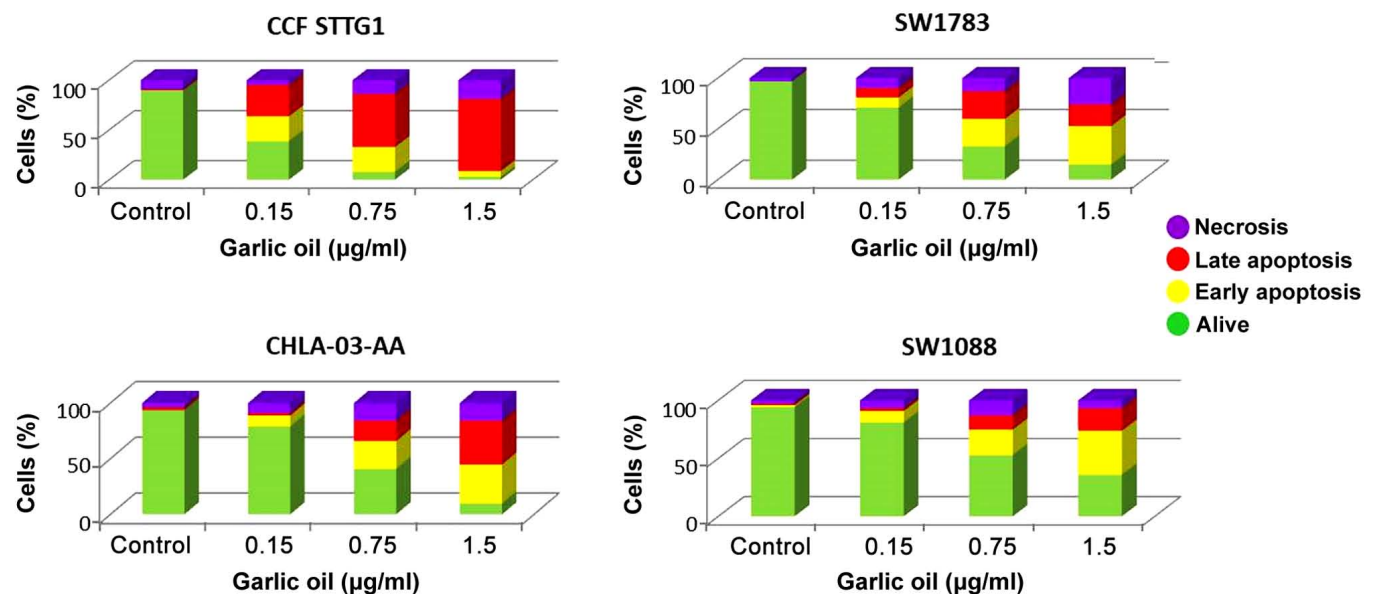 CCF STTG1
Cells (%)
100
50
0
Control 0.15 0.75 1.5
Garlic oil (µg/ml)
SW1783
Cells (%)
100
50
0
Control 0.15 0.75 1.5
Garlic oil (µg/ml)
Necrosis
Late apoptosis
Early apoptosis
Alive
CHLA-03-AA
Cells (%)
100
50
0
Control 0.15 0.75 1.5
Garlic oil (µg/ml)
SW1088
Cells (%)
100
50
0
Control 0.15 0.75 1.5
Garlic oil (µg/ml)